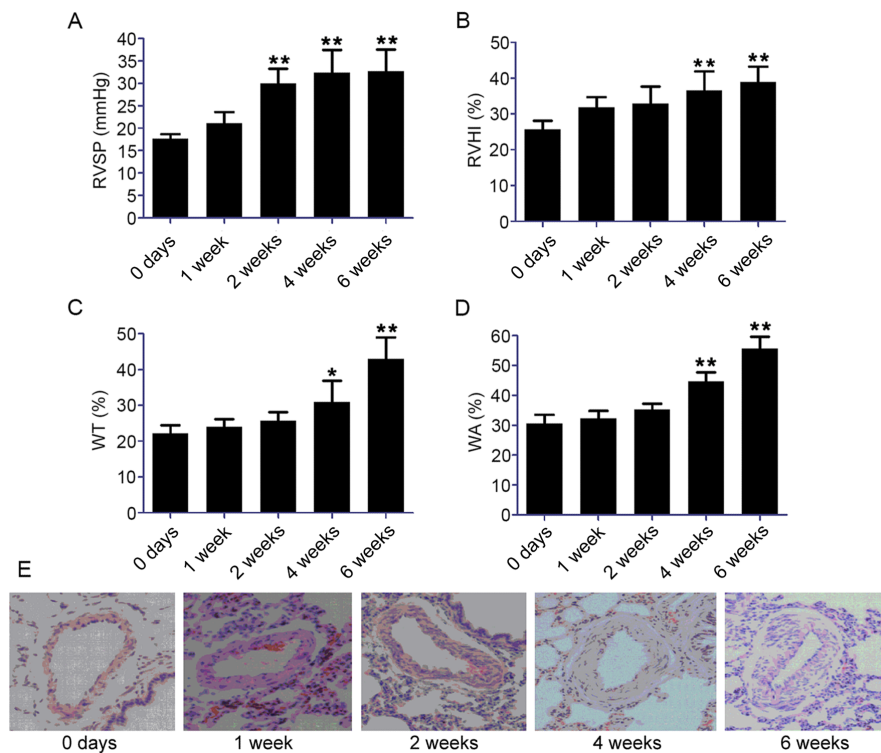 A
RVSP (mmHg)
40
35
30
25
20
15
10
5
0
**
**
**
0 days
1 week
2 weeks
4 weeks
6 weeks
B
RVHI (%)
50
40
30
20
10
0
**
**
0 days
1 week
2 weeks
4 weeks
6 weeks
C
WT (%)
50
40
30
20
10
0
*
**
0 days
1 week
2 weeks
4 weeks
6 weeks
D
WA (%)
60
50
40
30
20
10
0
**
**
0 days
1 week
2 weeks
4 weeks
6 weeks
E
0 days
1 week
2 weeks
4 weeks
6 weeks